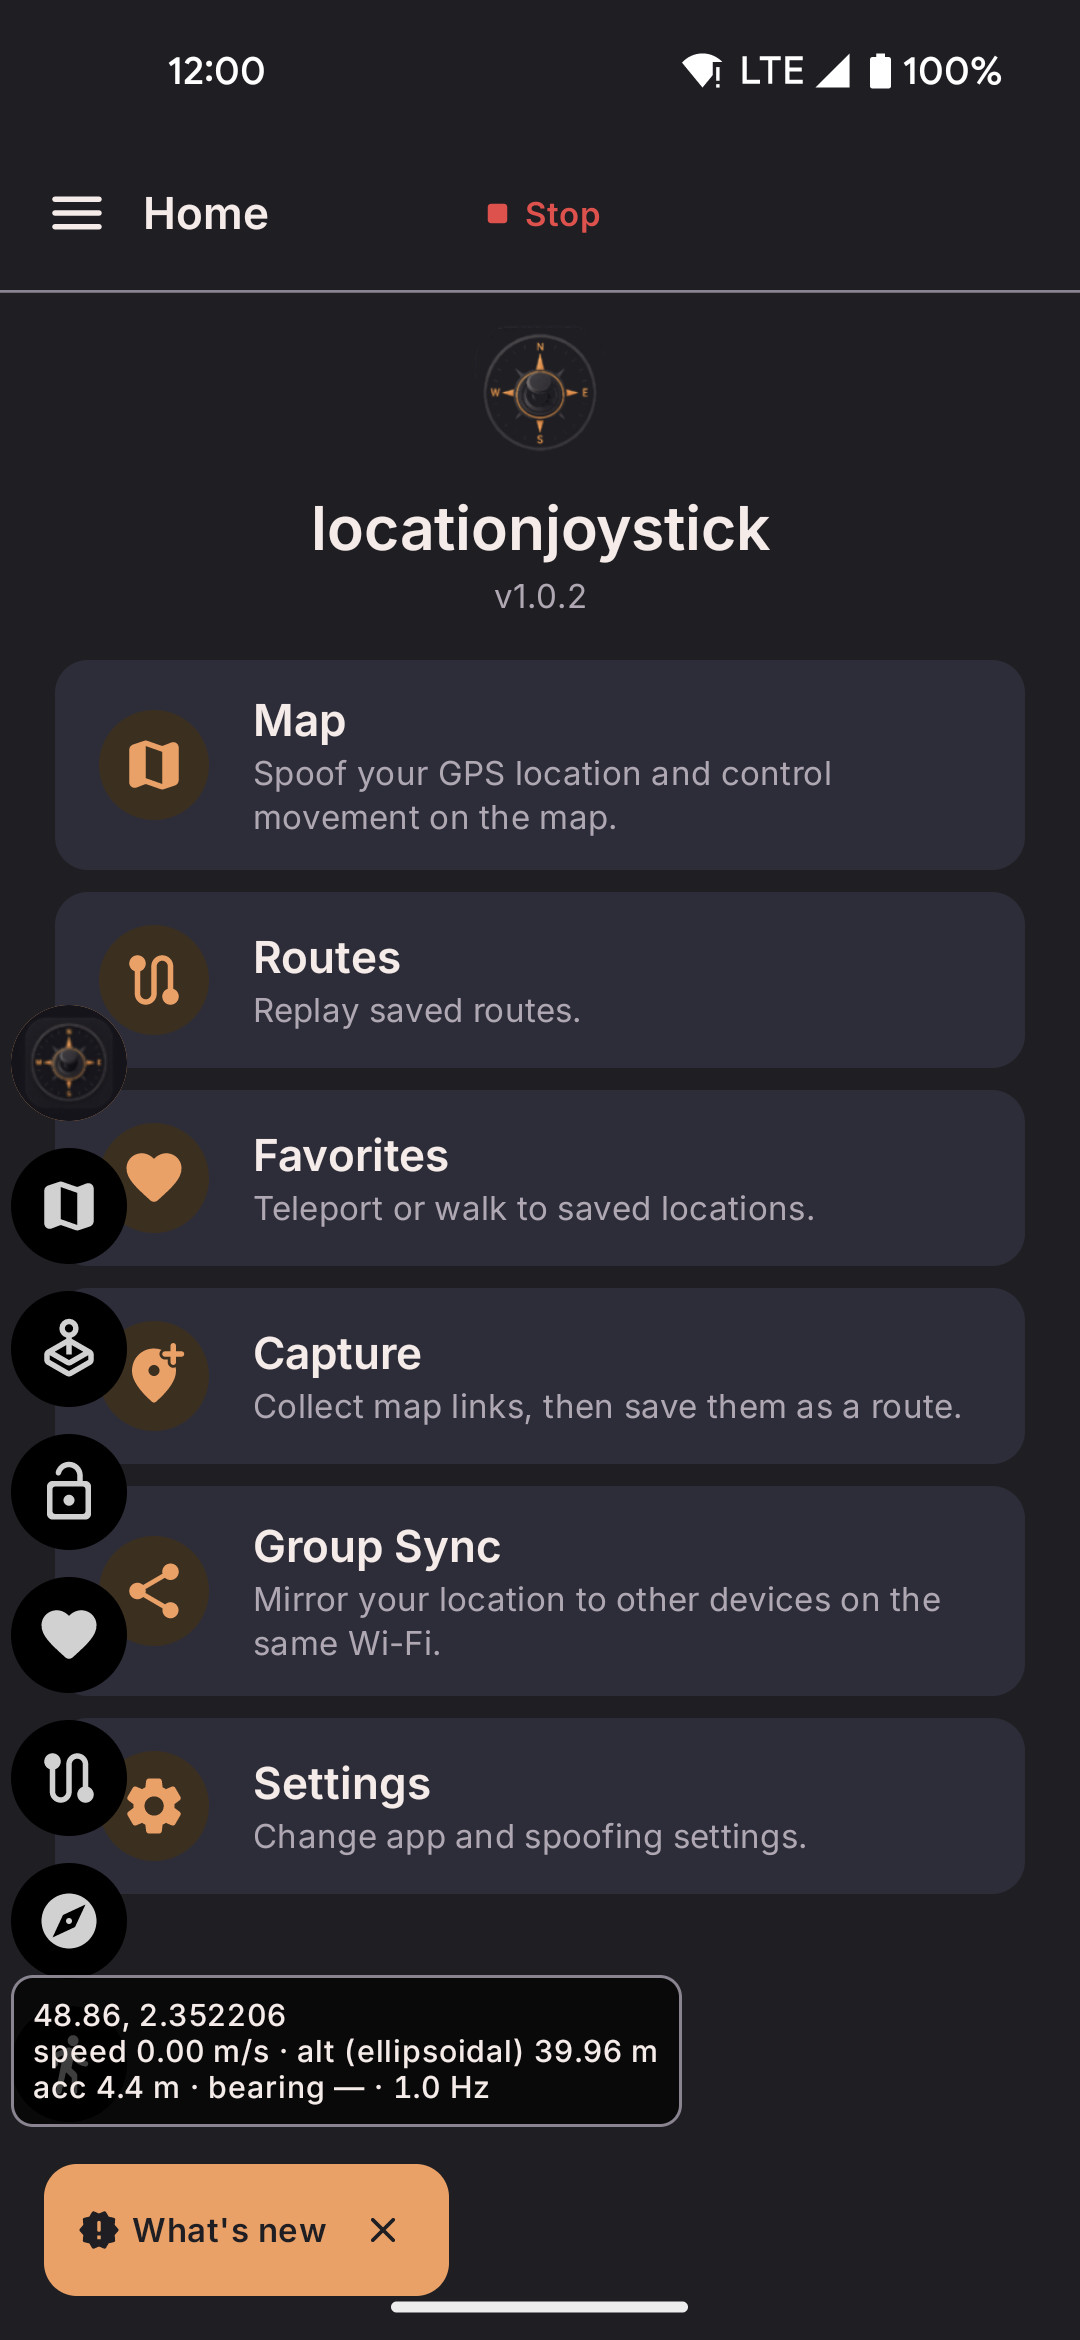 12:00
LTE 100%
Home
Stop
N
W E
S
locationjoystick
v1.0.2
Map
Spoof your GPS location and control
movement on the map.
Routes
Replay saved routes.
Favorites
Teleport or walk to saved locations.
Capture
Collect map links, then save them as a route.
Group Sync
Mirror your location to other devices on the
same Wi-Fi.
Settings
Change app and spoofing settings.
48.86, 2.352206
speed 0.00 m/s · alt (ellipsoidal) 39.96 m
acc 4.4 m · bearing — · 1.0 Hz
What's new